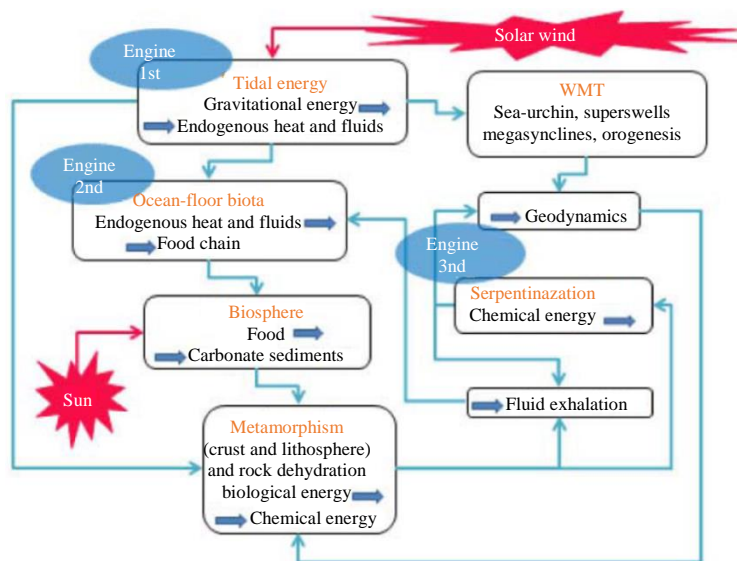 Solar wind
Engine
1st
Tidal energy
Gravitational energy
Endogenous heat and fluids
WMT
Sea-urchin, superswells
megasynclines, orogenesis
Engine
2nd
Ocean-floor biota
Endogenous heat and fluids
Food chain
Geodynamics
Engine
3nd
Serpentinazation
Chemical energy
Biosphere
Food
Carbonate sediments
Sun
Fluid exhalation
Metamorphism
(crust and lithosphere)
and rock dehydration
biological energy
Chemical energy